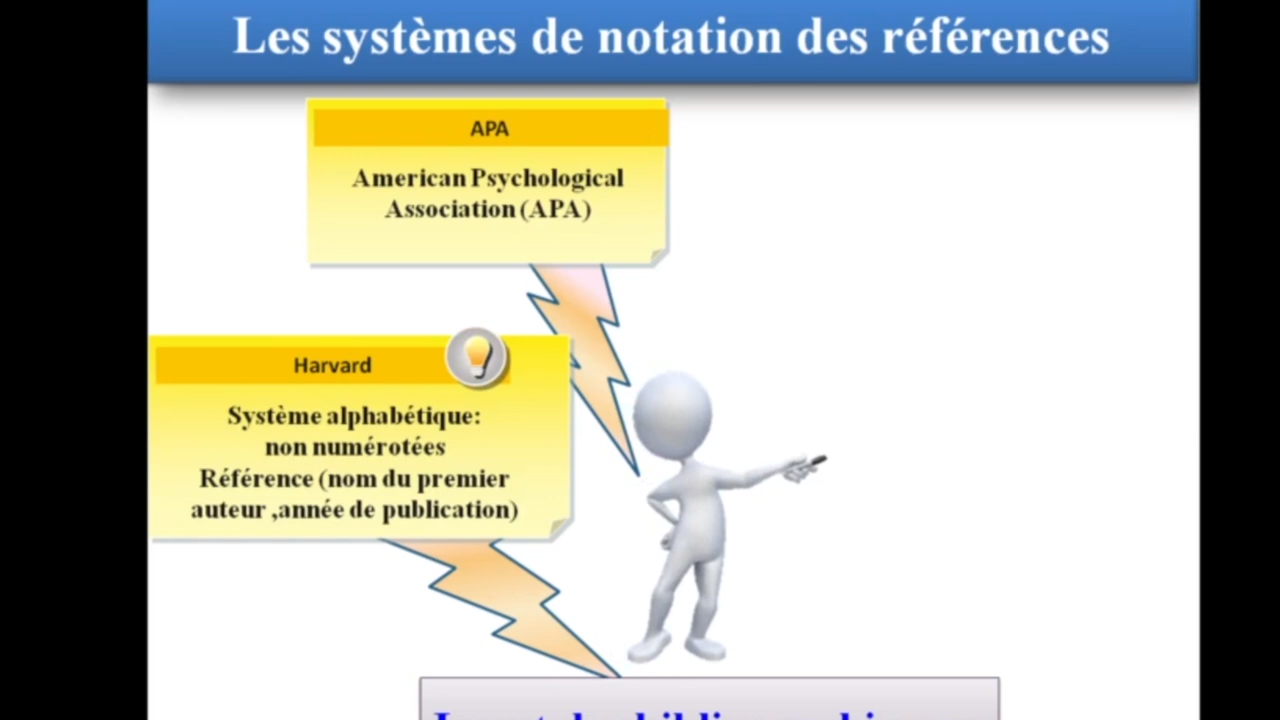 Les systèmes de notation des références
APA
American Psychological
Association (APA)
Harvard
Système alphabétique:
non numérotées
Référence (nom du premier
auteur ,année de publication)